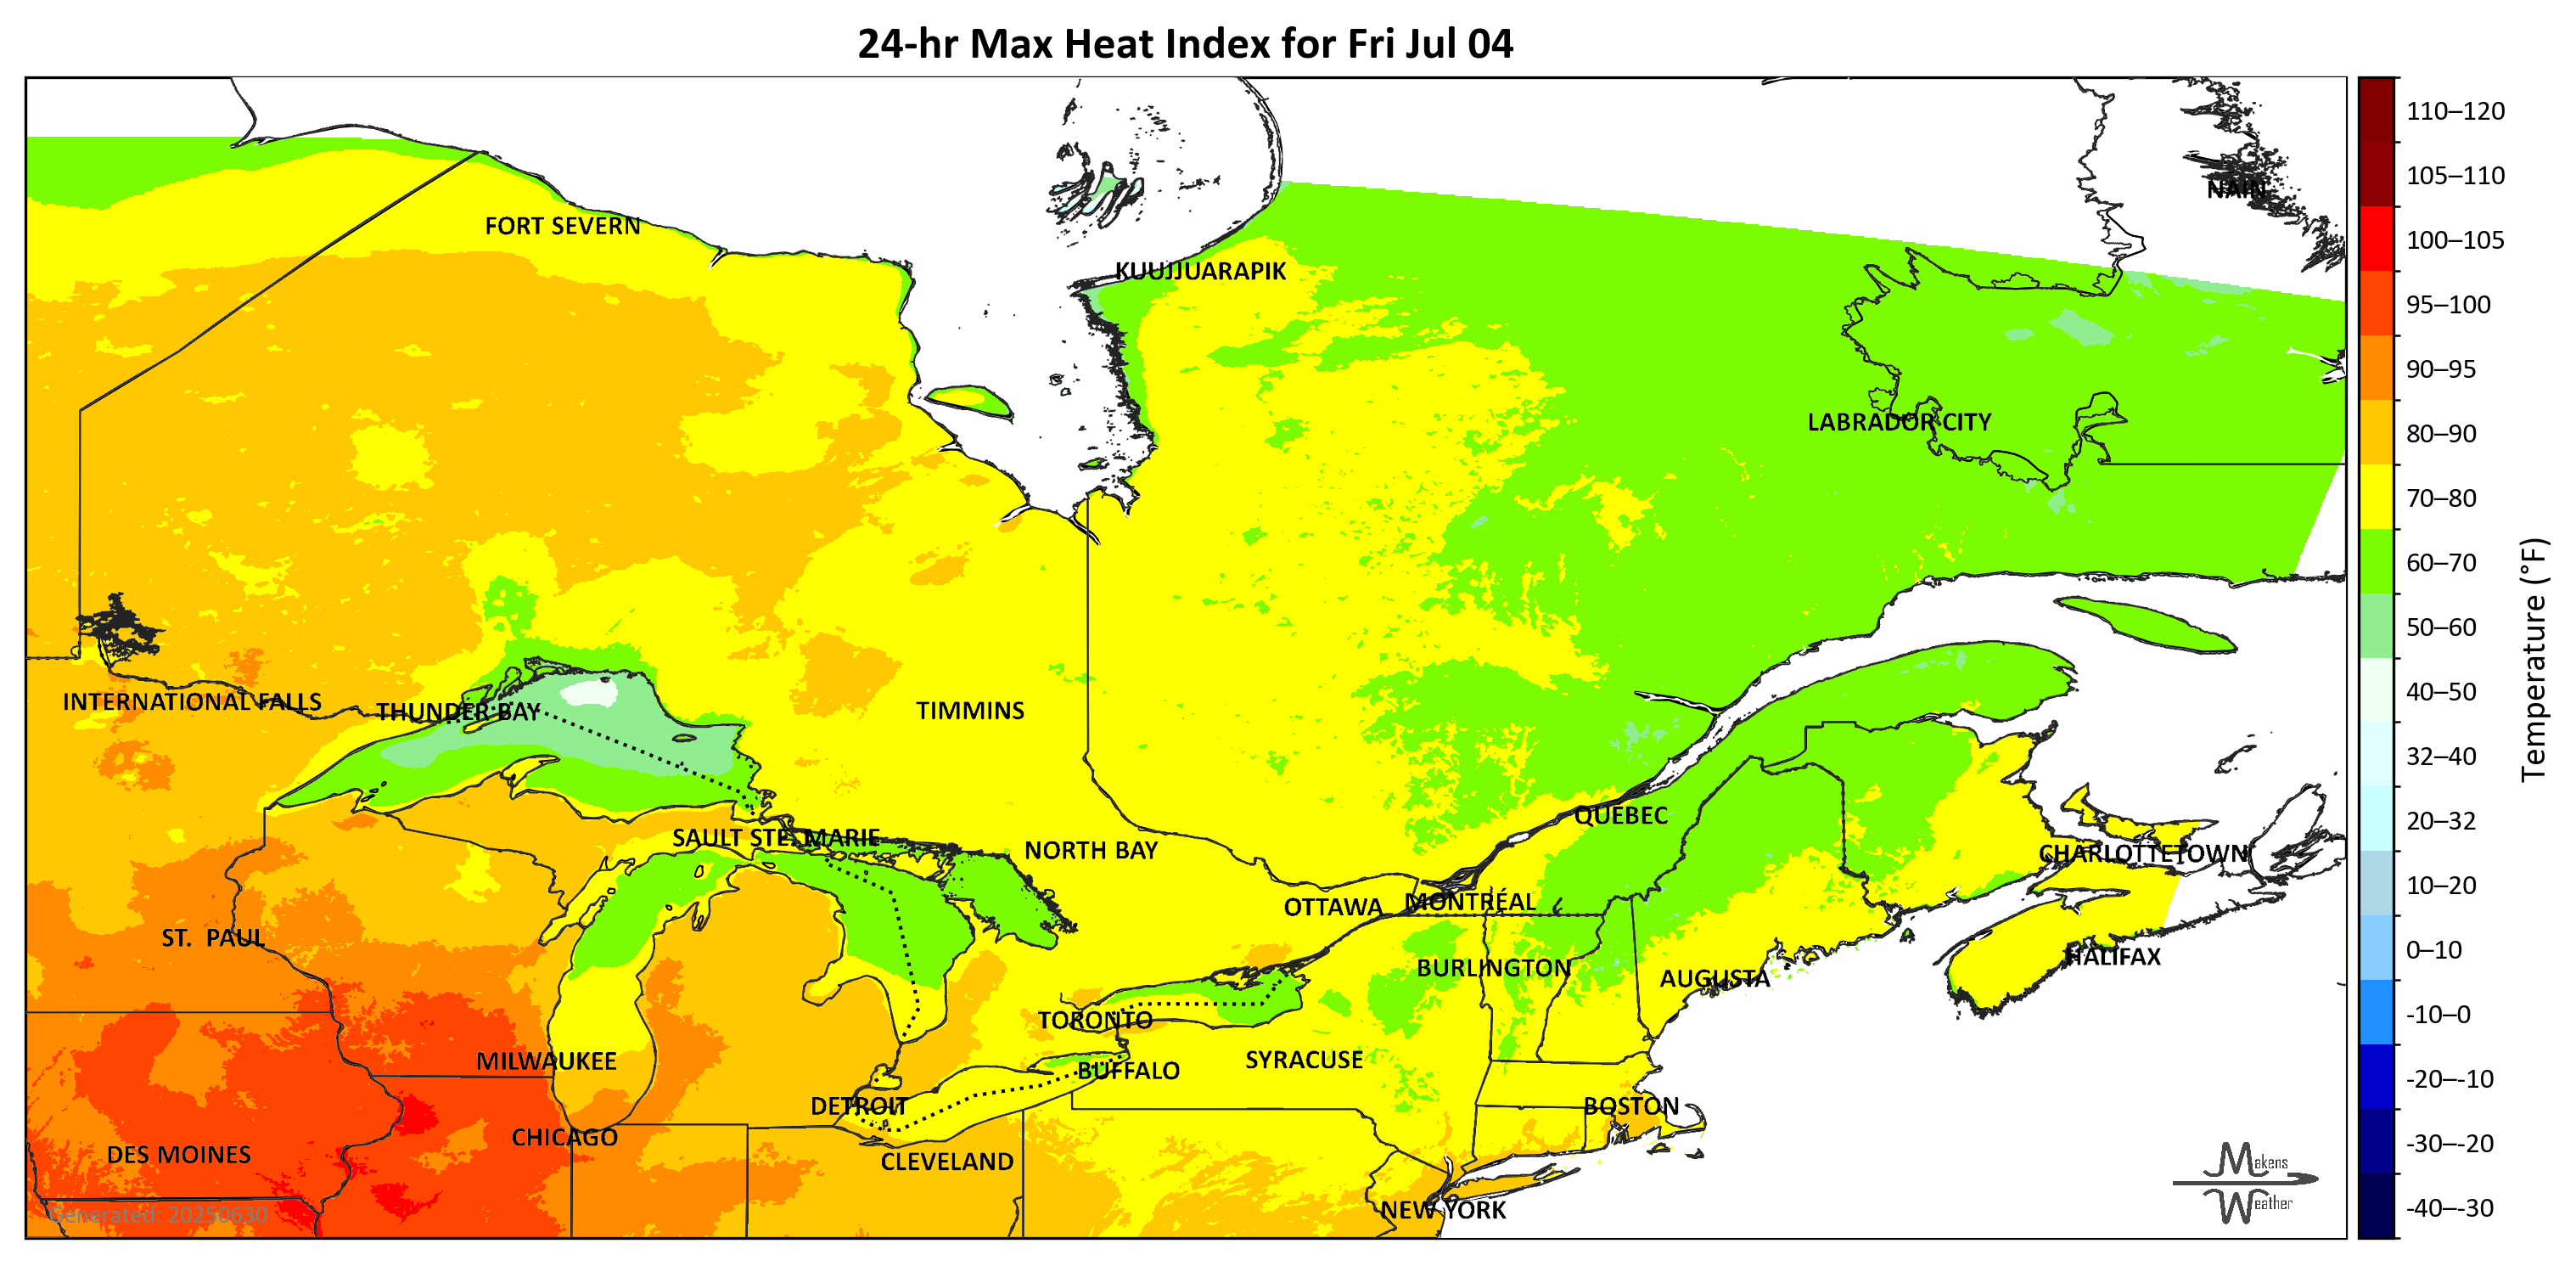 24-hr Max Heat Index for Fri Jul 04
NAIN
FORT SEVERN
KUUJJUARAPIK
LABRADOR CITY
INTERNATIONAL FALLS
THUNDER BAY
TIMMINS
QUEBEC
SAULT STE. MARIE
NORTH BAY
CHARLOTTETOWN
OTTAWA
MONTRÉAL
ST. PAUL
HALIFAX
BURLINGTON
AUGUSTA
TORONTO
MILWAUKEE
SYRACUSE
BUFFALO
DETROIT
BOSTON
CHICAGO
DES MOINES
CLEVELAND
NEW YORK
Generated: 20250630
Makens
Weather
110–120
105–110
100–105
95–100
90–95
80–90
70–80
60–70
50–60
40–50
32–40
20–32
10–20
0–10
-10–0
-20–-10
-30–-20
-40–-30
Temperature (°F)